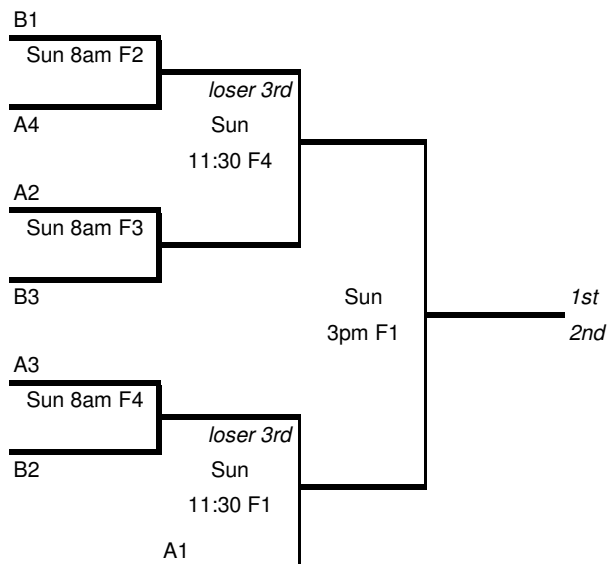 B1
Sun 8am F2
loser 3rd
A4
Sun
11:30 F4
A2
Sun 8am F3
B3
Sun
3pm F1
1st
2nd
A3
Sun 8am F4
loser 3rd
B2
Sun
11:30 F1
A1